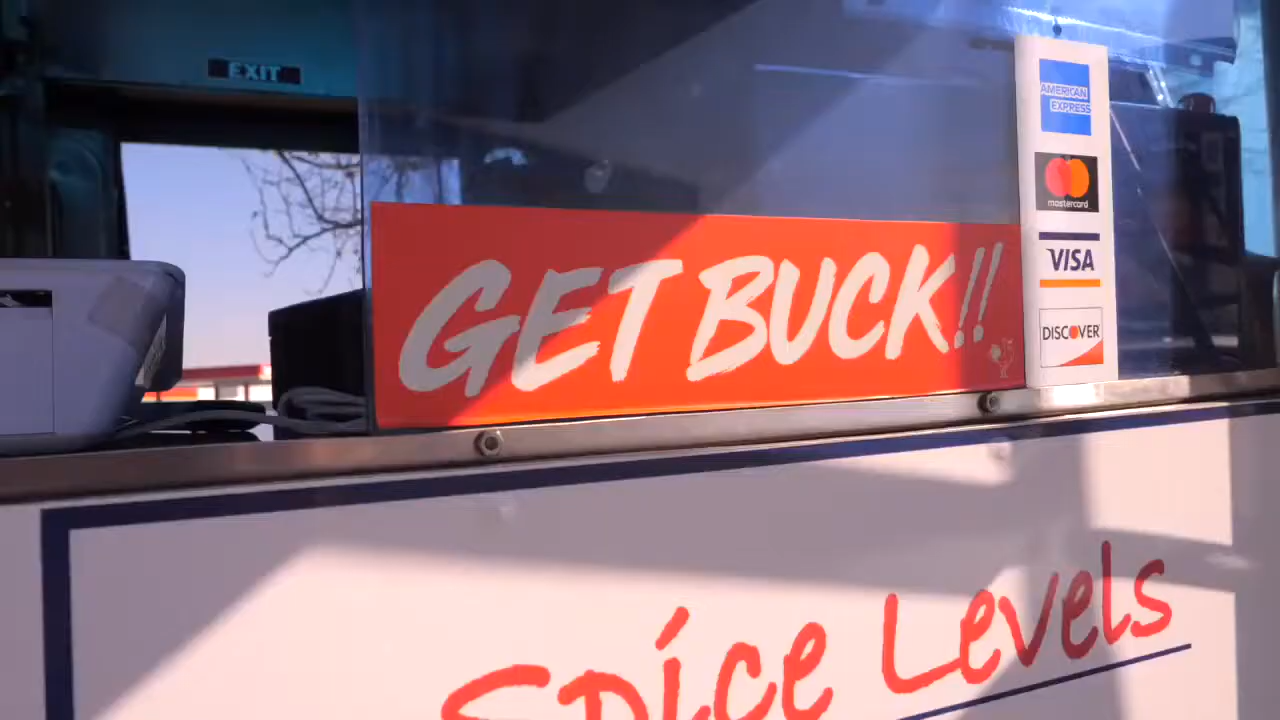 EXIT
GET BUCK!!
AMERICAN
EXPRESS
mastercard
VISA
DISCOVER
Spice Levels